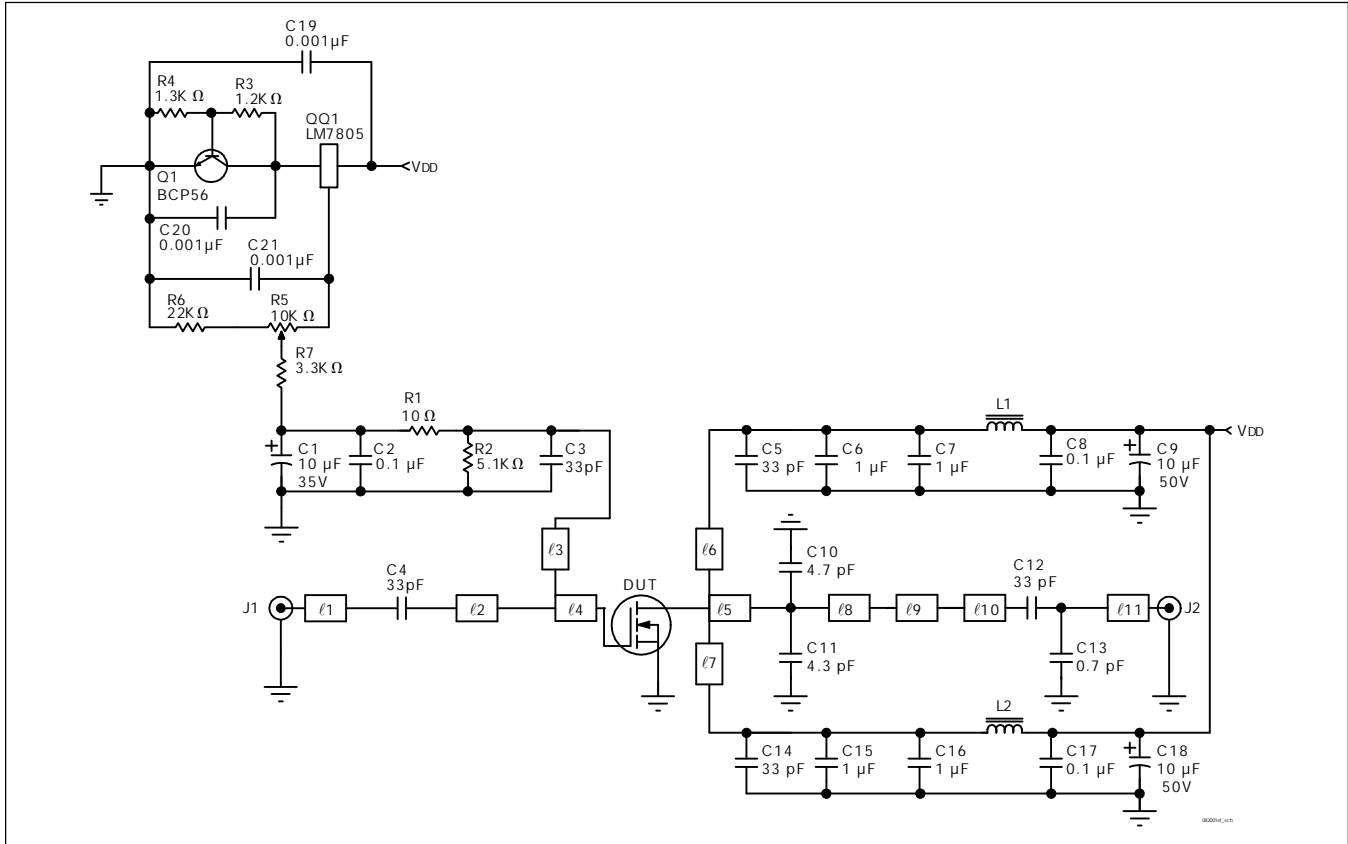 C19
0.001µF
R4
1.3K Ω
R3
1.2K Ω
QQ1
LM7805
VDD
Q1
BCP56
C20
0.001µF
C21
0.001µF
R6
22K Ω
R5
10K Ω
R7
3.3K Ω
R1
10 Ω
L1
+
C1
10 µF
35V
C2
0.1 µF
R2
5.1K Ω
C3
33pF
C5
33 pF
C6
1 µF
C7
1 µF
C8
0.1 µF
+
C9
10 µF
50V
VDD
ℓ3
ℓ6
C10
4.7 pF
C4
33pF
DUT
C12
33 pF
J1
ℓ1
ℓ2
ℓ4
ℓ5
ℓ8
ℓ9
ℓ10
ℓ11
J2
ℓ7
C11
4.3 pF
C13
0.7 pF
L2
C14
33 pF
C15
1 µF
C16
1 µF
C17
0.1 µF
+
C18
10 µF
50V